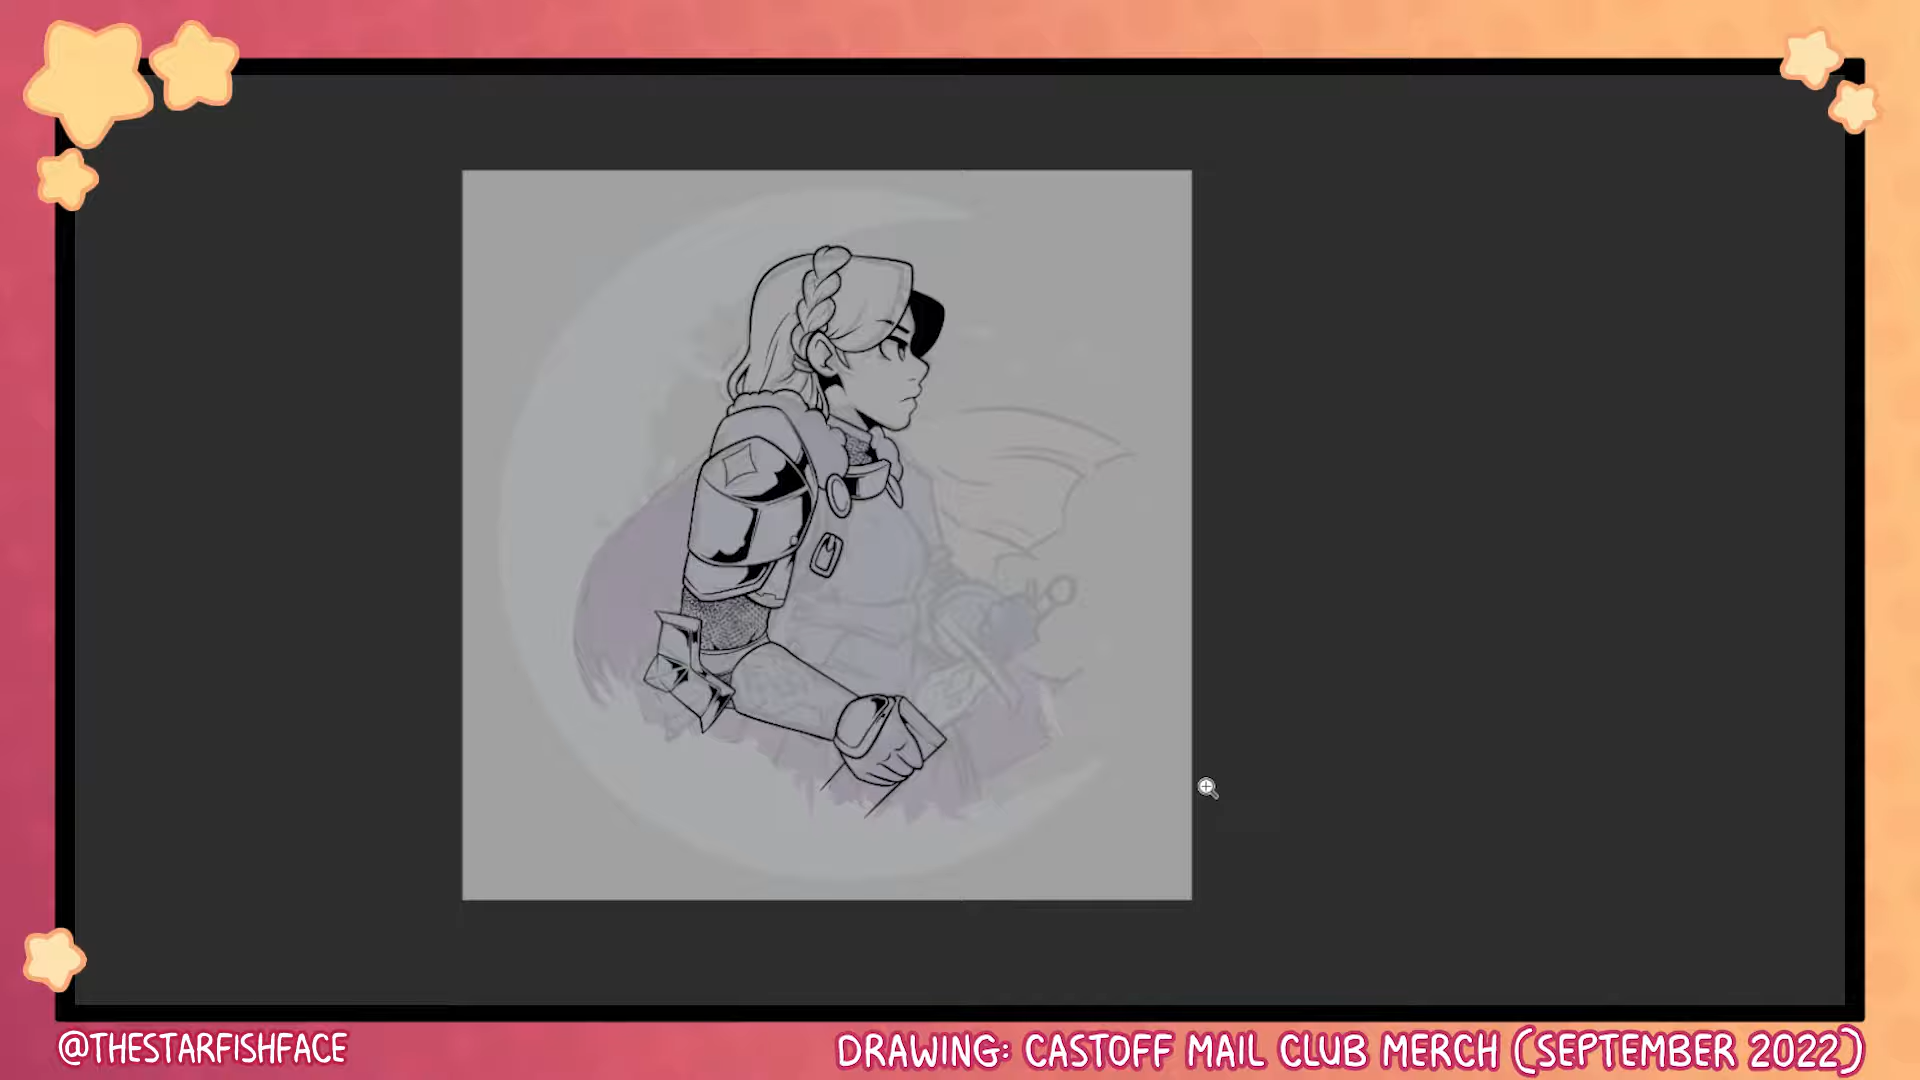 @THESTARFISHFACE
DRAWING: CASTOFF MAIL CLUB MERCH (SEPTEMBER 2022)